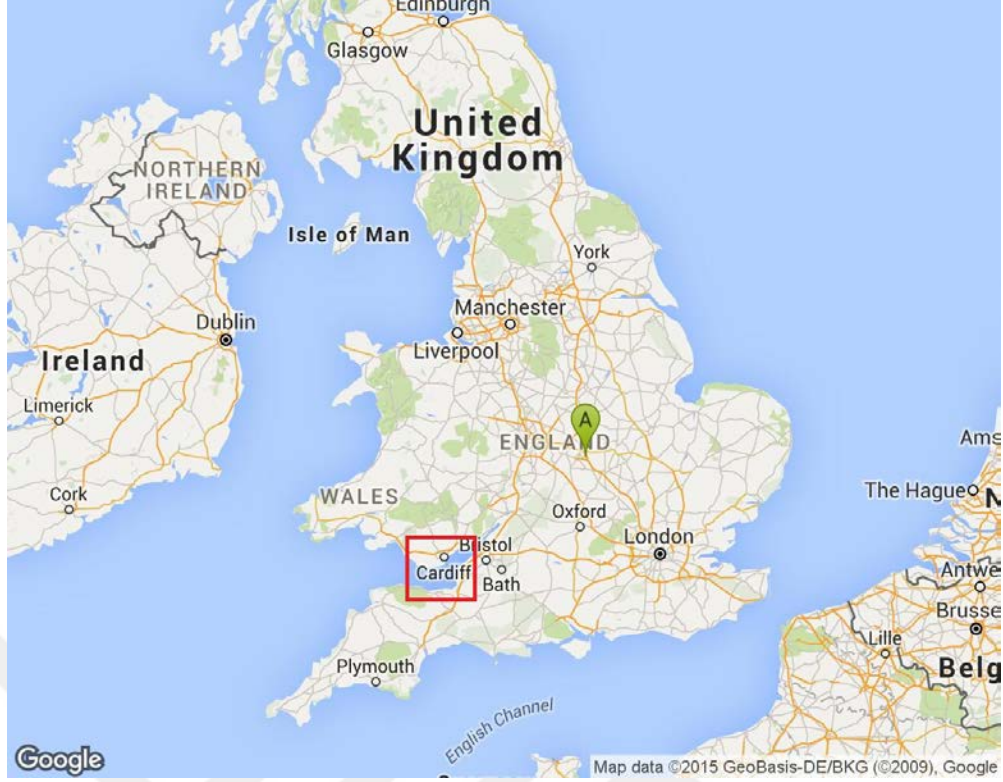 Edinburgh
Glasgow
United
Kingdom
NORTHERN
IRELAND
Isle of Man
York
Manchester
Dublin
Liverpool
Ireland
Limerick
A
ENGLAND
Ams
Cork
WALES
The Hague
N
Oxford
London
Bristol
Cardiff
Bath
Antwe
Brusse
Lille
Plymouth
Belg
English Channel
Google
Map data ©2015 GeoBasis-DE/BKG (©2009), Google